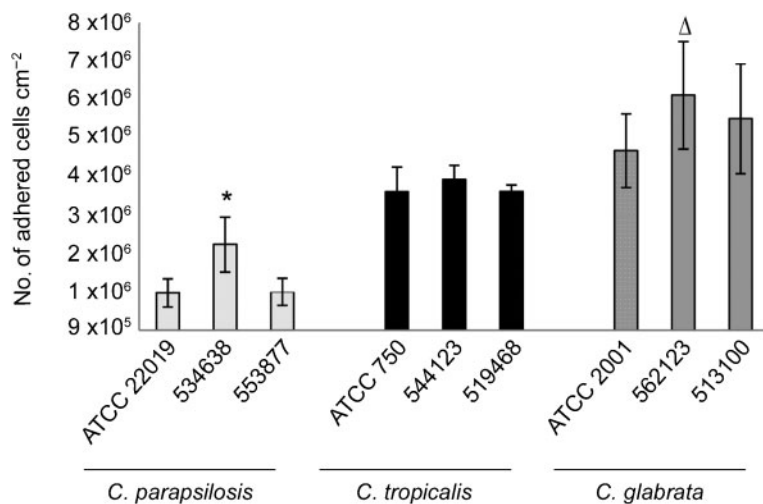 No. of adhered cells cm⁻²
8 x10⁶
7 x10⁶
6 x10⁶
5 x10⁶
4 x10⁶
3 x10⁶
2 x10⁶
1 x10⁶
9 x10⁵
*
Δ
ATCC 22019
534638
553877
ATCC 750
544123
519468
ATCC 2001
562123
513100
C. parapsilosis
C. tropicalis
C. glabrata